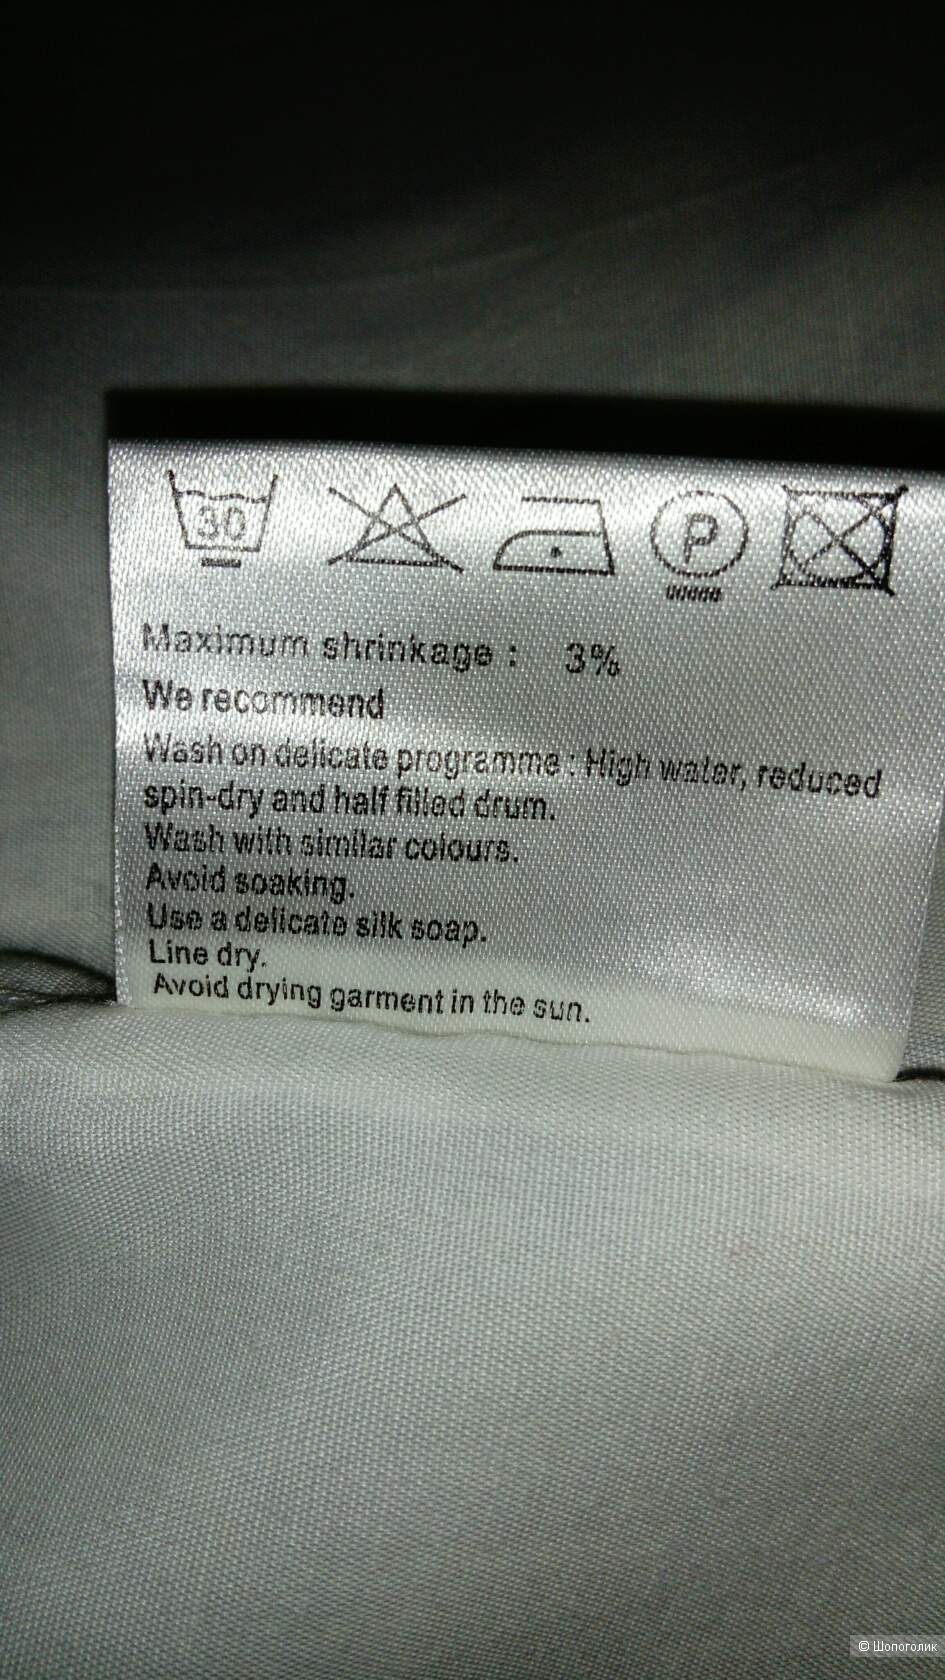 30
P
Maximum shrinkage : 3%
We recommend
Wash on delicate programme : High water, reduced
spin-dry and half filled drum.
Wash with similar colours.
Avoid soaking.
Use a delicate silk soap.
Line dry.
Avoid drying garment in the sun.
© Шопоголик